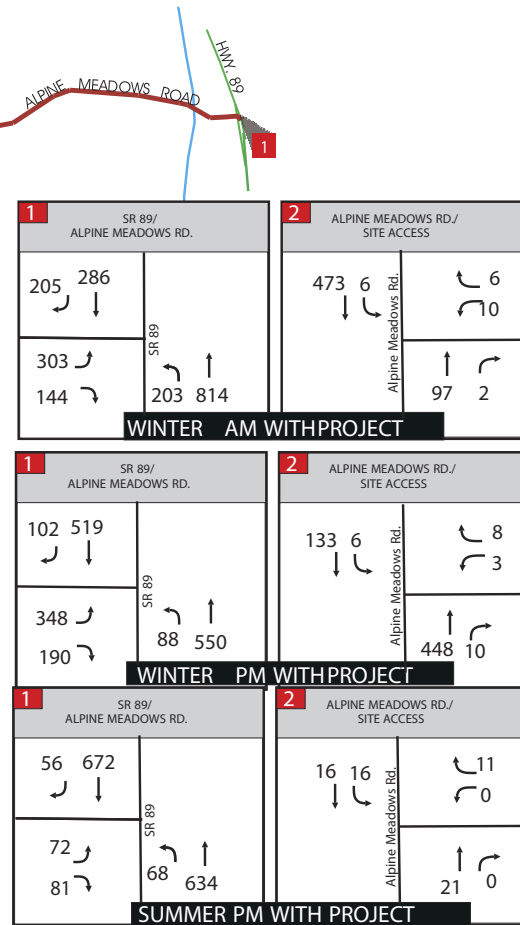 HWY. 89
ALPINE MEADOWS ROAD
1
1
SR 89/
ALPINE MEADOWS RD.
205 286
303
144
SR 89
203 814
2
ALPINE MEADOWS RD./
SITE ACCESS
473 6
Alpine Meadows Rd.
6
10
97 2
WINTER AM WITHPROJECT
1
SR 89/
ALPINE MEADOWS RD.
102 519
348
190
SR 89
88 550
2
ALPINE MEADOWS RD./
SITE ACCESS
133 6
Alpine Meadows Rd.
8
3
448 10
WINTER PM WITHPROJECT
1
SR 89/
ALPINE MEADOWS RD.
56 672
72
81
SR 89
68 634
2
ALPINE MEADOWS RD./
SITE ACCESS
16 16
Alpine Meadows Rd.
11
0
21 0
SUMMER PM WITH PROJECT